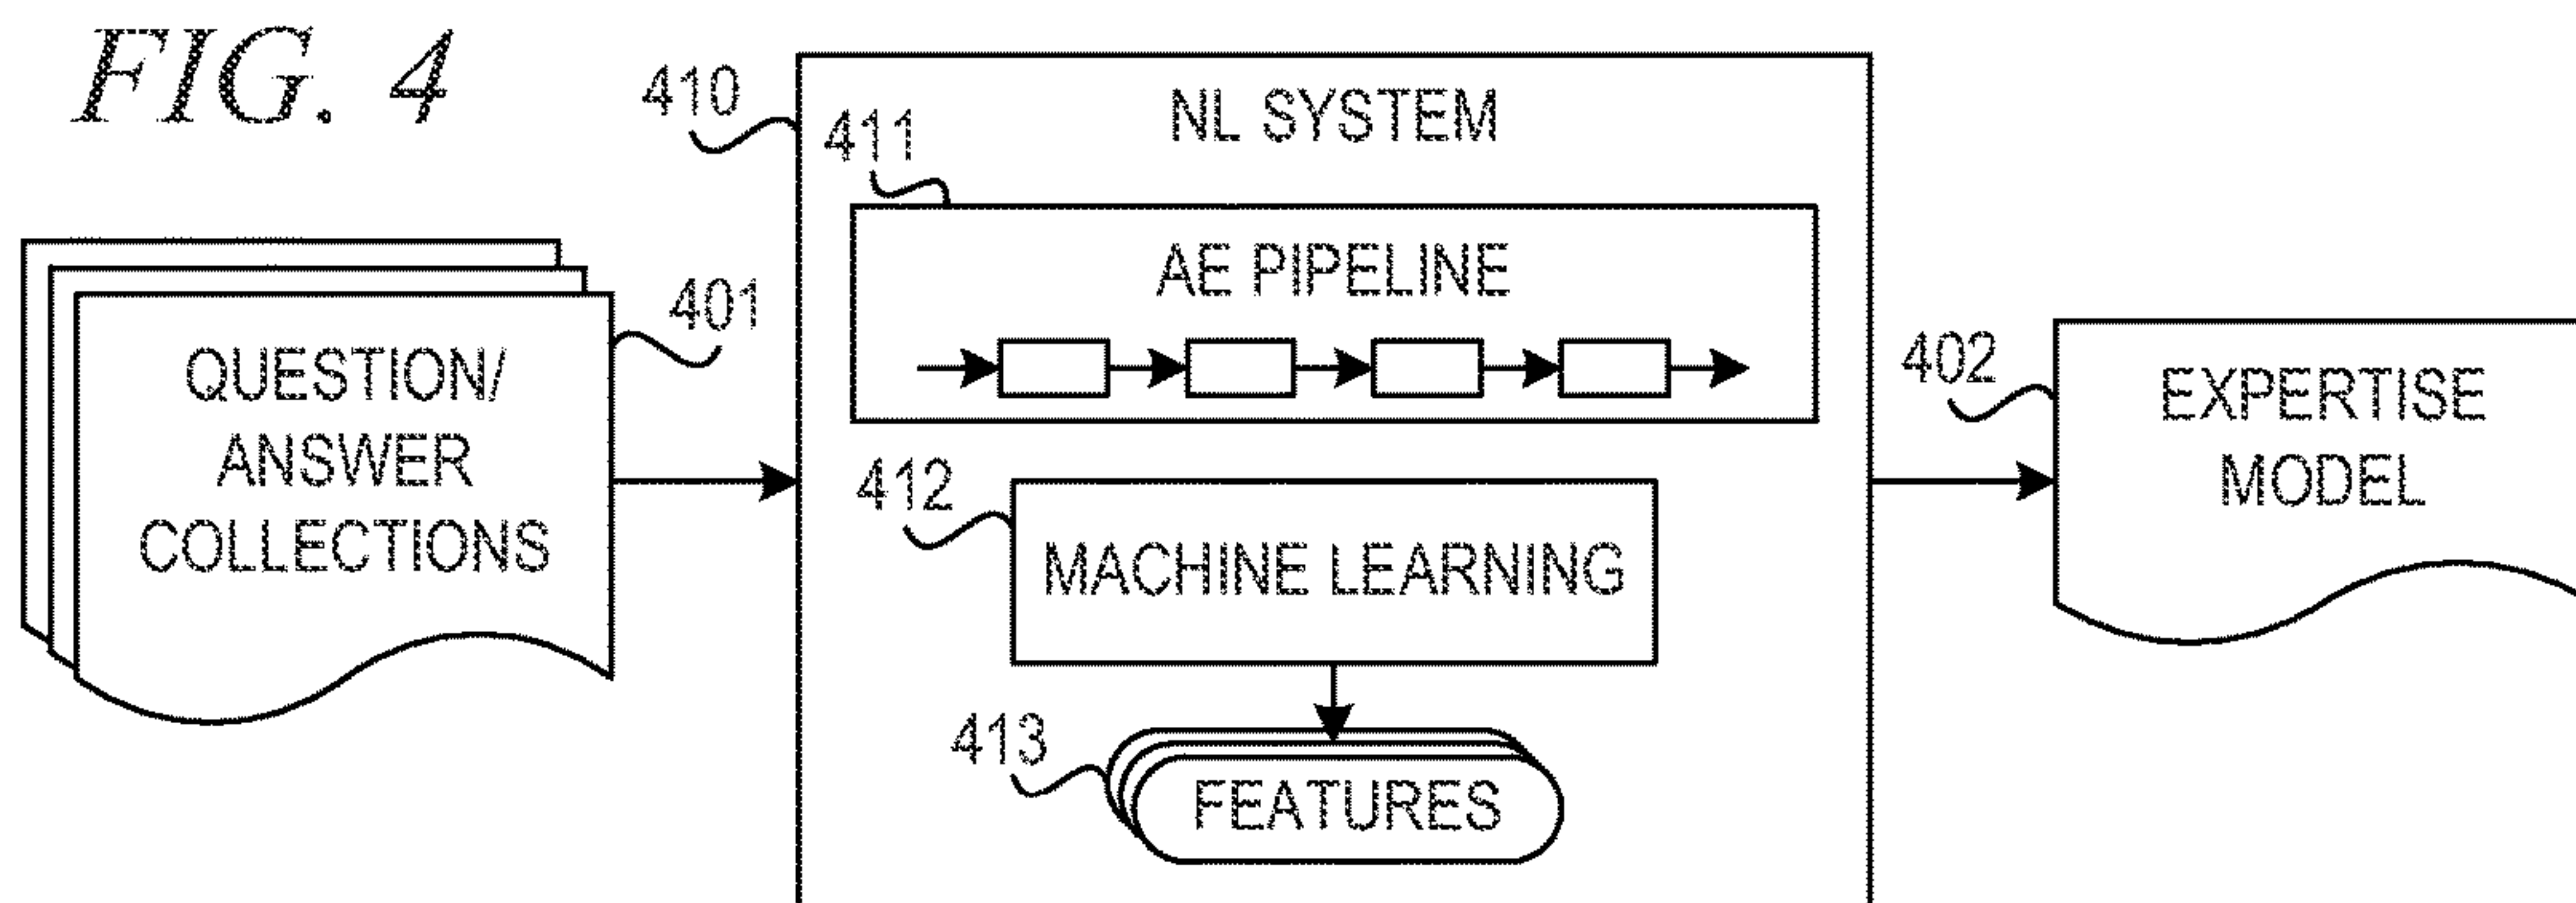 FIG. 4
410
NL SYSTEM
411
AE PIPELINE
401
QUESTION/
ANSWER
COLLECTIONS
402
EXPERTISE
MODEL
412
MACHINE LEARNING
413
FEATURES